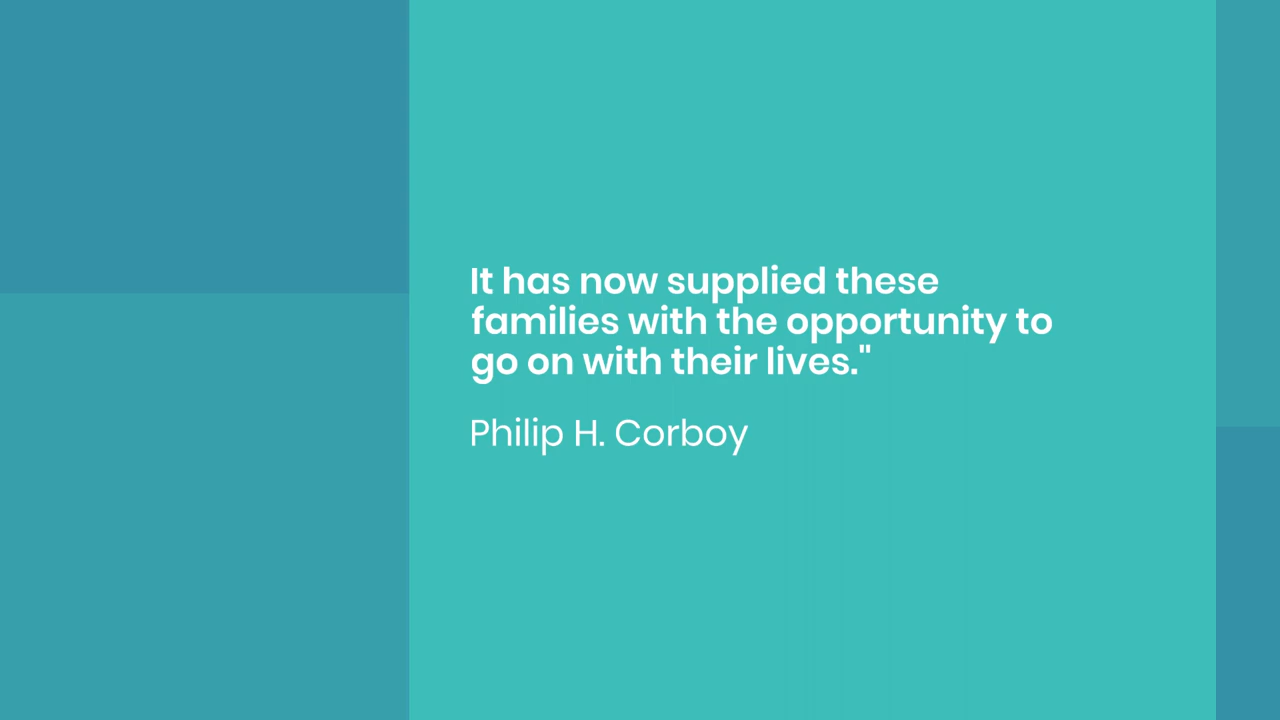 It has now supplied these
families with the opportunity to
go on with their lives."
Philip H. Corboy